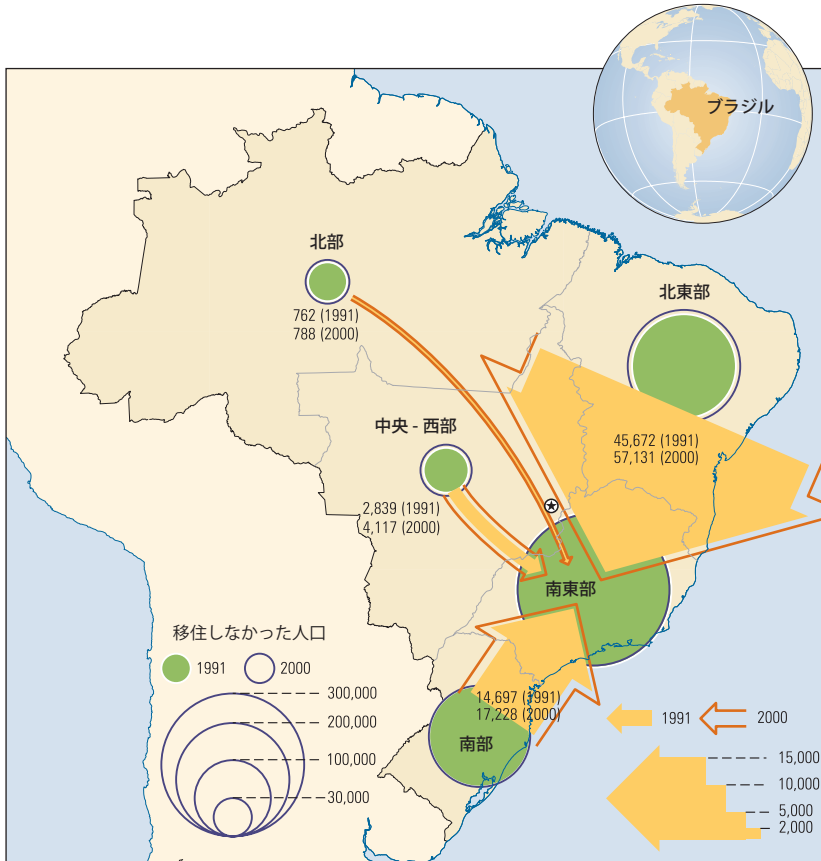 ブラジル
北部
762 (1991)
788 (2000)
北東部
45,672 (1991)
57,131 (2000)
中央 - 西部
2,839 (1991)
4,117 (2000)
南東部
14,697 (1991)
17,228 (2000)
南部
移住しなかった人口
1991 2000
300,000
200,000
100,000
30,000
1991 2000
15,000
10,000
5,000
2,000